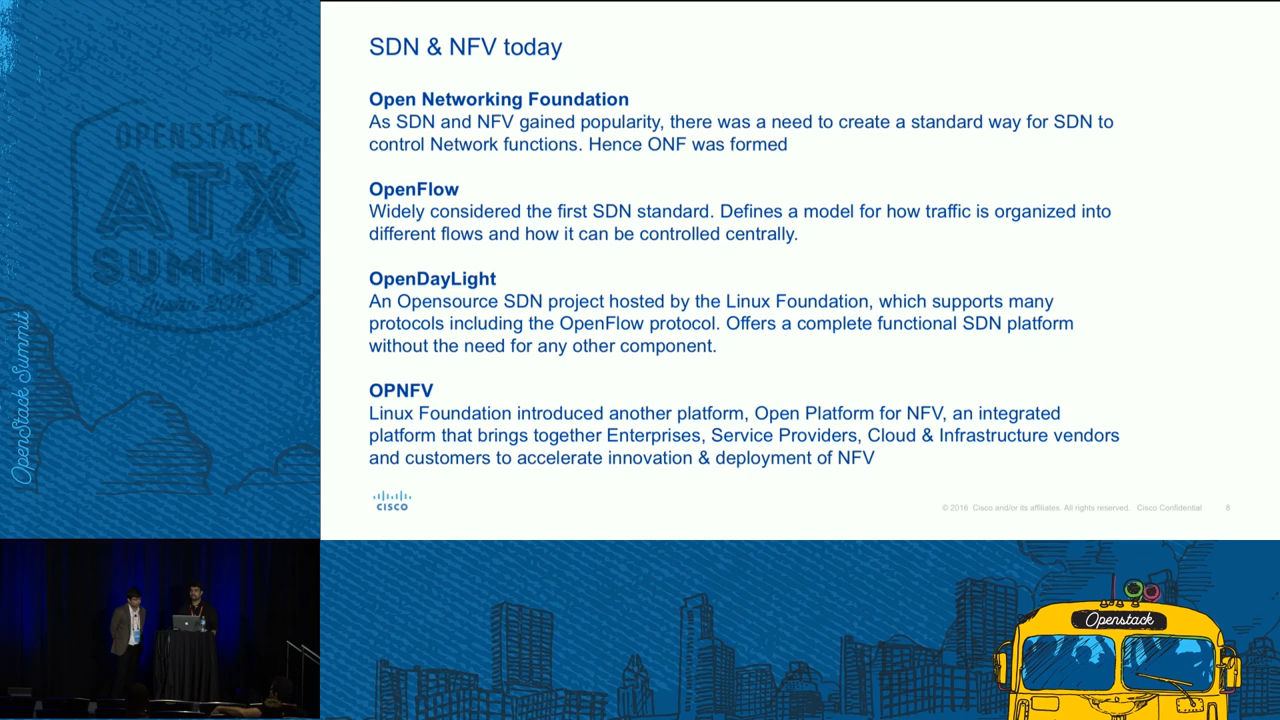 SDN & NFV today
Open Networking Foundation
As SDN and NFV gained popularity, there was a need to create a standard way for SDN to
control Network functions. Hence ONF was formed
OpenFlow
Widely considered the first SDN standard. Defines a model for how traffic is organized into
different flows and how it can be controlled centrally.
OpenDayLight
An Opensource SDN project hosted by the Linux Foundation, which supports many
protocols including the OpenFlow protocol. Offers a complete functional SDN platform
without the need for any other component.
OPNFV
Linux Foundation introduced another platform, Open Platform for NFV, an integrated
platform that brings together Enterprises, Service Providers, Cloud & Infrastructure vendors
and customers to accelerate innovation & deployment of NFV
CISCO
© 2016 Cisco and/or its affiliates. All rights reserved. Cisco Confidential
8
OPENSTACK
ATX
SUMMIT
Austin 2016
OpenStack Summit
Openstack